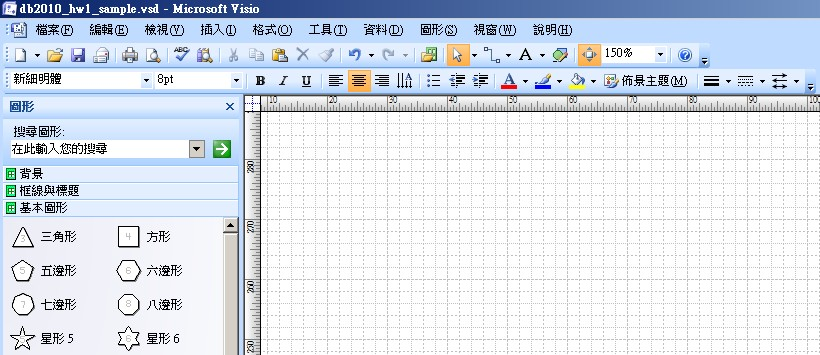 db2010_hw1_sample.vsd - Microsoft Visio
檔案(F) 編輯(E) 檢視(V) 插入(I) 格式(O) 工具(T) 資料(D) 圖形(S) 視窗(W) 說明(H)
A 150%
新細明體 8pt B I U A 佈景主題(M)
圖形
10 20 30 40 50 60 70 80 90 100
搜尋圖形:
在此輸入您的搜尋
背景
框線與標題
基本圖形
3 三角形 4 方形
5 五邊形 6 六邊形
7 七邊形 8 八邊形
星形 5 6 星形 6
280
270
260